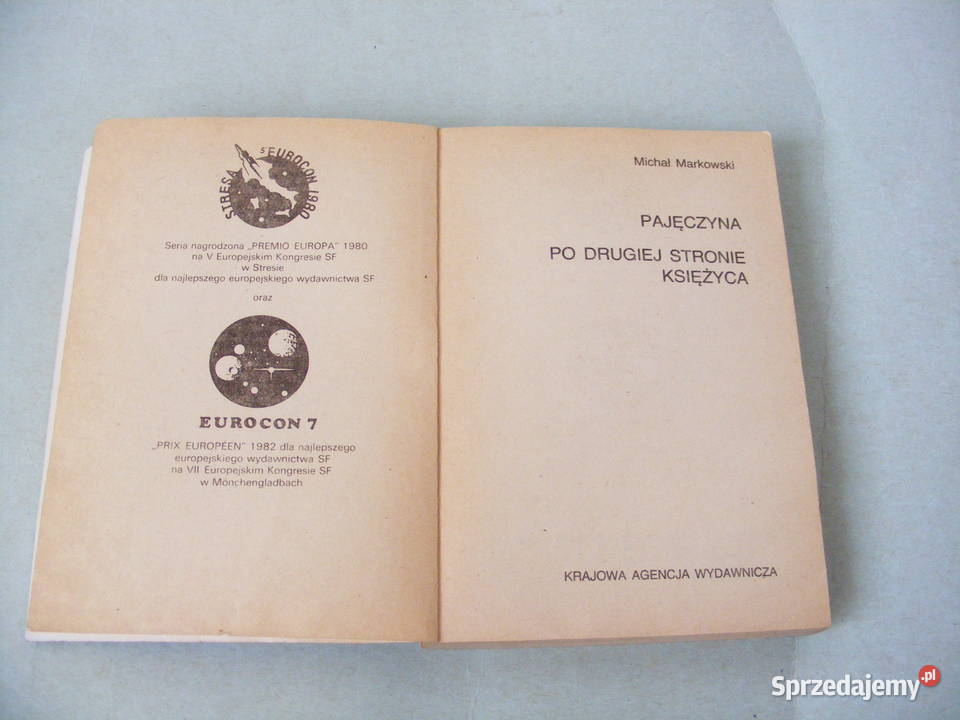 STRESA 5°EUROCON 1980
Seria nagrodzona „PREMIO EUROPA" 1980
na V Europejskim Kongresie SF
w Stresie
dla najlepszego europejskiego wydawnictwa SF
oraz
EUROCON 7
„PRIX EUROPÉEN" 1982 dla najlepszego
europejskiego wydawnictwa SF
na VII Europejskim Kongresie SF
w Mönchengladbach
Michał Markowski
PAJĘCZYNA
PO DRUGIEJ STRONIE
KSIĘŻYCA
KRAJOWA AGENCJA WYDAWNICZA
Sprzedajemy.pl